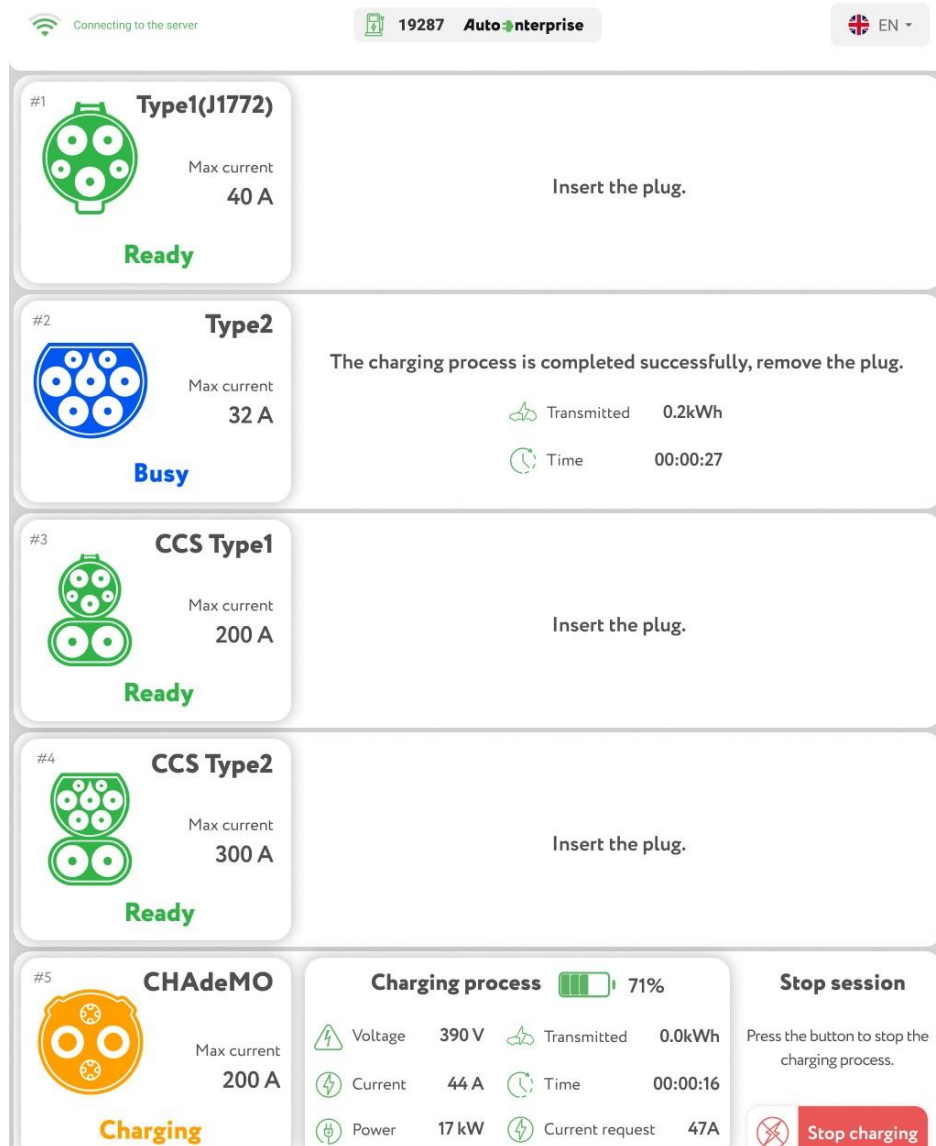 Connecting to the server
19287 Autoenterprise
EN
#1
Type1(J1772)
Max current
40 A
Ready
Insert the plug.
#2
Type2
Max current
32 A
Busy
The charging process is completed successfully, remove the plug.
Transmitted 0.2kWh
Time 00:00:27
#3
CCS Type1
Max current
200 A
Ready
Insert the plug.
#4
CCS Type2
Max current
300 A
Ready
Insert the plug.
#5
CHAdeMO
Max current
200 A
Charging
Charging process 71%
Voltage 390 V Transmitted 0.0kWh
Current 44 A Time 00:00:16
Power 17 kW Current request 47A
Stop session
Press the button to stop the
charging process.
Stop charging